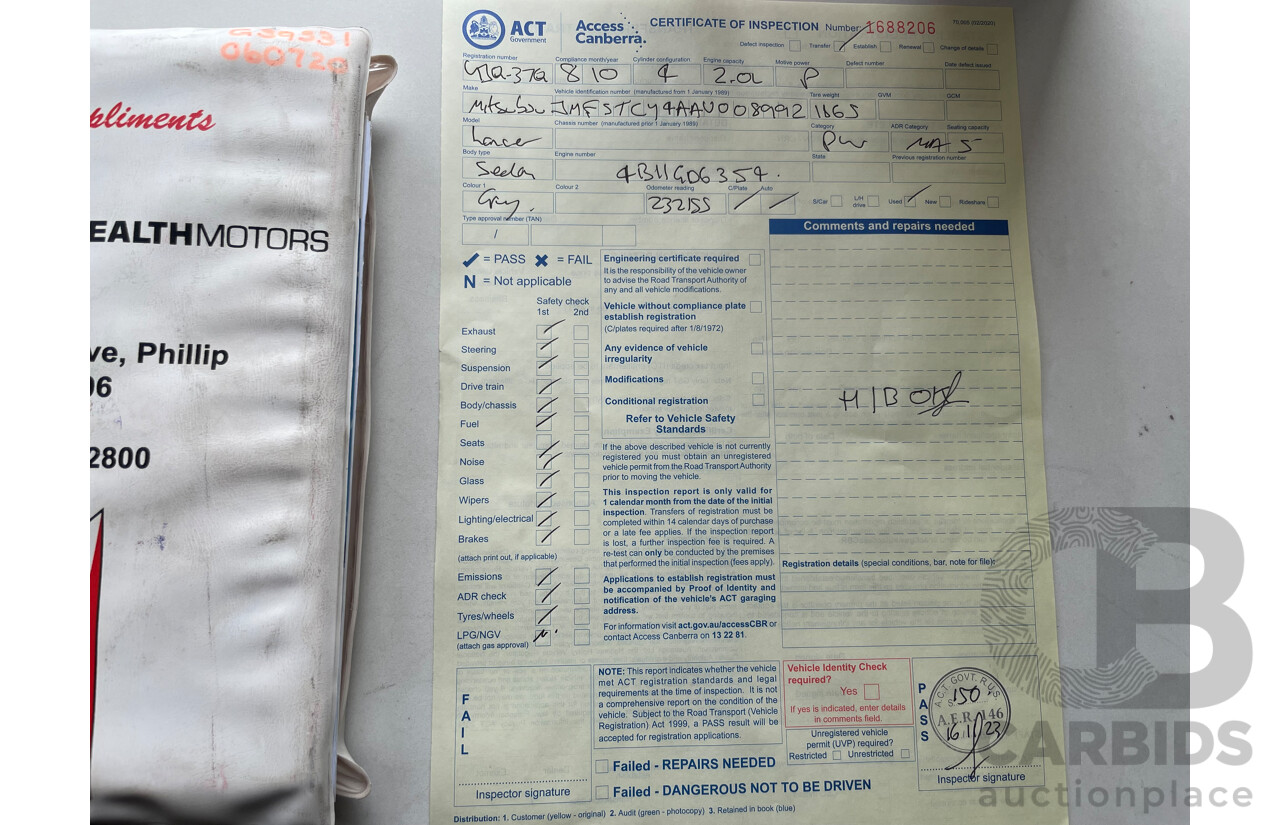 G39531
060720
pliments
EALTHMOTORS
ve, Phillip
06
2800
ACT
Government
Access
Canberra.
CERTIFICATE OF INSPECTION Number 1688206
Defect inspection Transfer Establish Renewal Change of details
Registration number Compliance month/year Cylinder configuration Engine capacity Motive power Defect number Date defect issued
8 10 4 2.0L P
Make Vehicle identification number (manufactured from 1 January 1989) Tare weight GVM GCM
JMFSTCY4AAU008992 1365
Model Chassis number (manufactured prior 1 January 1989) Category ADR Category Seating capacity
Lancer MA 5
Body type Engine number State Previous registration number
Sedan 4B11GD6354.
Colour 1 Colour 2 Odometer reading C/Plate Auto S/Car L/H drive Used New Rideshare
Grey. 232155
Type approval number (TAN)
/
Comments and repairs needed
= PASS = FAIL
N = Not applicable
Safety check
1st 2nd
Exhaust
Steering
Suspension
Drive train
Body/chassis
Fuel
Seats
Noise
Glass
Wipers
Lighting/electrical
Brakes
(attach print out, if applicable)
Emissions
ADR check
Tyres/wheels
LPG/NGV N
(attach gas approval)
Engineering certificate required
It is the responsibility of the vehicle owner
to advise the Road Transport Authority of
any and all vehicle modifications.
Vehicle without compliance plate
establish registration
(C/plates required after 1/8/1972)
Any evidence of vehicle
irregularity
Modifications
Conditional registration
Refer to Vehicle Safety
Standards
If the above described vehicle is not currently
registered you must obtain an unregistered
vehicle permit from the Road Transport Authority
prior to moving the vehicle.
This inspection report is only valid for
1 calendar month from the date of the initial
inspection. Transfers of registration must be
completed within 14 calendar days of purchase
or a late fee applies. If the inspection report
is lost, a further inspection fee is required. A
re-test can only be conducted by the premises
that performed the initial inspection (fees apply).
Applications to establish registration must
be accompanied by Proof of Identity and
notification of the vehicle's ACT garaging
address.
For information visit act.gov.au/accessCBR or
contact Access Canberra on 13 22 81.
H/B OK
Registration details (special conditions, bar, note for file):
FAIL
Inspector signature
NOTE: This report indicates whether the vehicle
met ACT registration standards and legal
requirements at the time of inspection. It is not
a comprehensive report on the condition of the
vehicle. Subject to the Road Transport (Vehicle
Registration) Act 1999, a PASS result will be
accepted for registration applications.
Failed - REPAIRS NEEDED
Failed - DANGEROUS NOT TO BE DRIVEN
Vehicle Identity Check
required?
Yes
If yes is indicated, enter details
in comments field.
Unregistered vehicle
permit (UVP) required?
Restricted Unrestricted
PASS
A.C.T GOVT. R.U.S
150
A.E.R. 146
16 1 23
Inspector signature
Distribution: 1. Customer (yellow - original) 2. Audit (green - photocopy) 3. Retained in book (blue)
CARBIDS
auctionplace